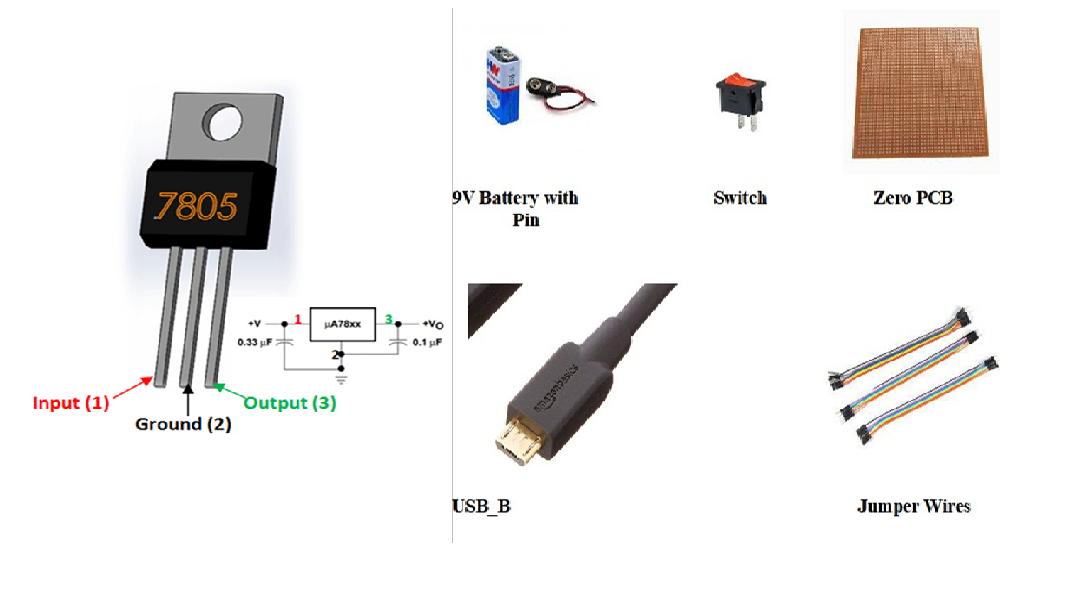 7805
+V
1
µA78xx
3
+VO
0.33 µF
2
0.1 µF
Input (1)
Output (3)
Ground (2)
9V Battery with
Pin
Switch
Zero PCB
amazonbasics
USB_B
Jumper Wires